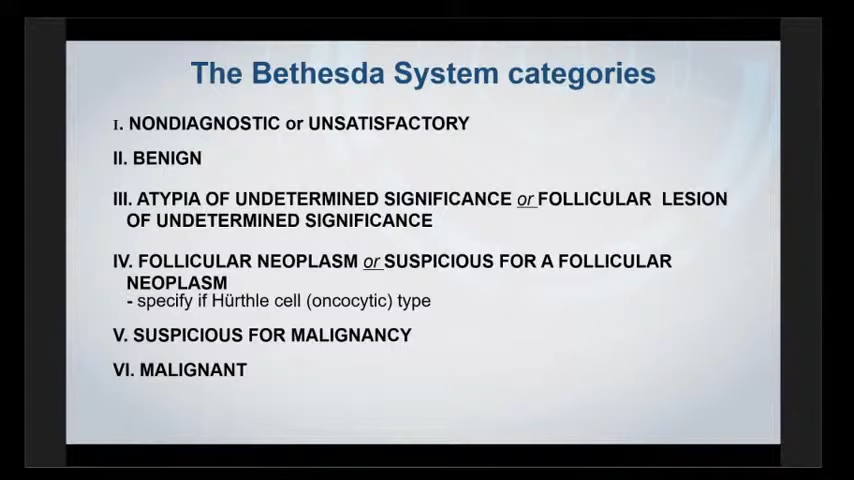 The Bethesda System categories
I. NONDIAGNOSTIC or UNSATISFACTORY
II. BENIGN
III. ATYPIA OF UNDETERMINED SIGNIFICANCE or FOLLICULAR LESION
OF UNDETERMINED SIGNIFICANCE
IV. FOLLICULAR NEOPLASM or SUSPICIOUS FOR A FOLLICULAR
NEOPLASM
- specify if Hürthle cell (oncocytic) type
V. SUSPICIOUS FOR MALIGNANCY
VI. MALIGNANT